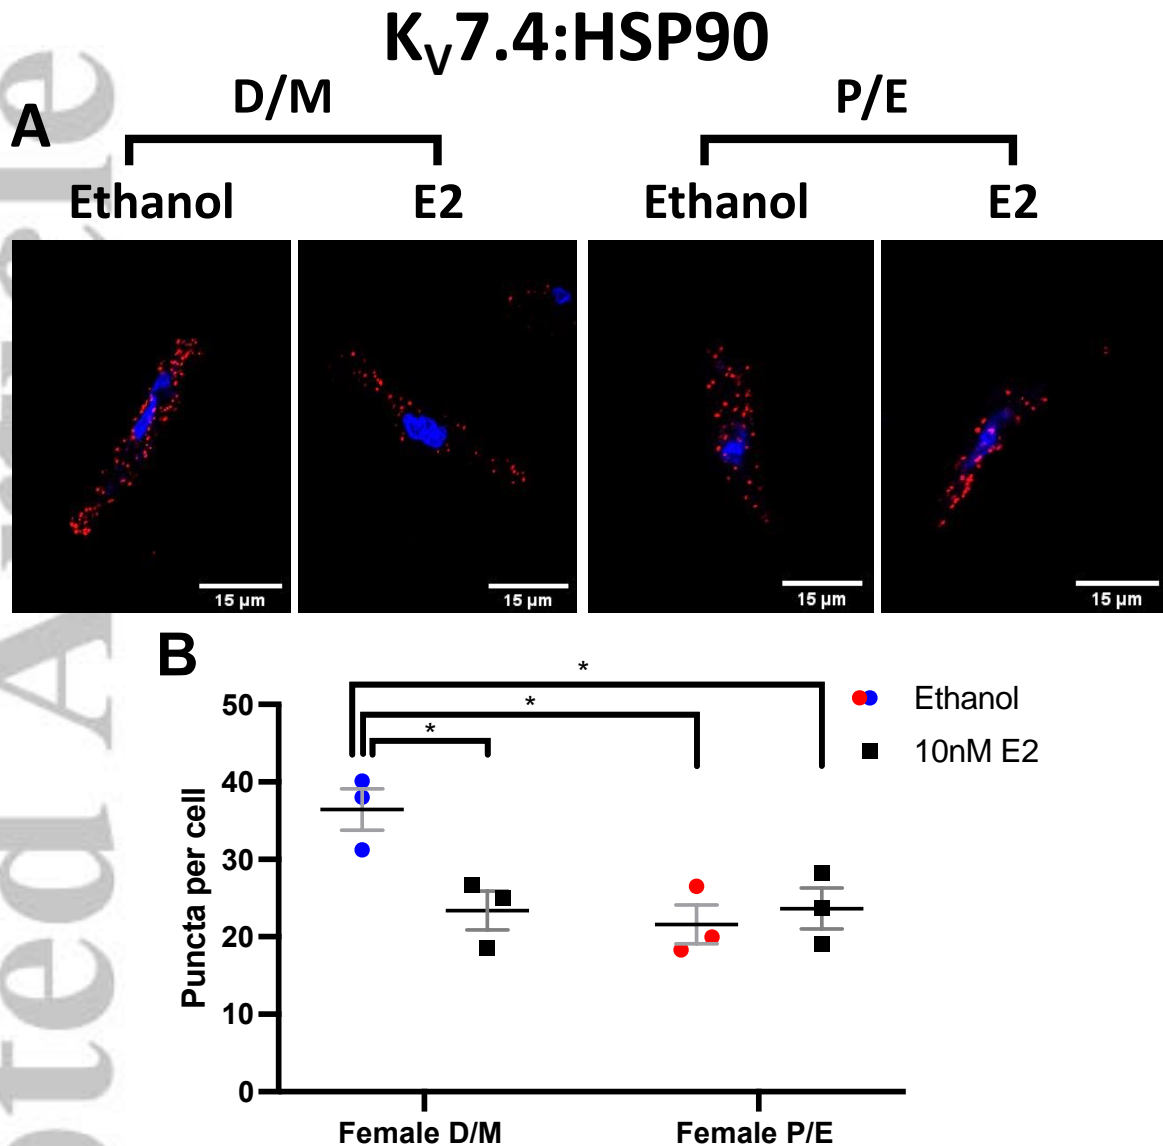 Kv7.4:HSP90
D/M P/E
A
Ethanol E2 Ethanol E2
15 µm 15 µm 15 µm 15 µm
B
*
*
*
Ethanol
10nM E2
50
40
30
20
10
0
Puncta per cell
Female D/M Female P/E